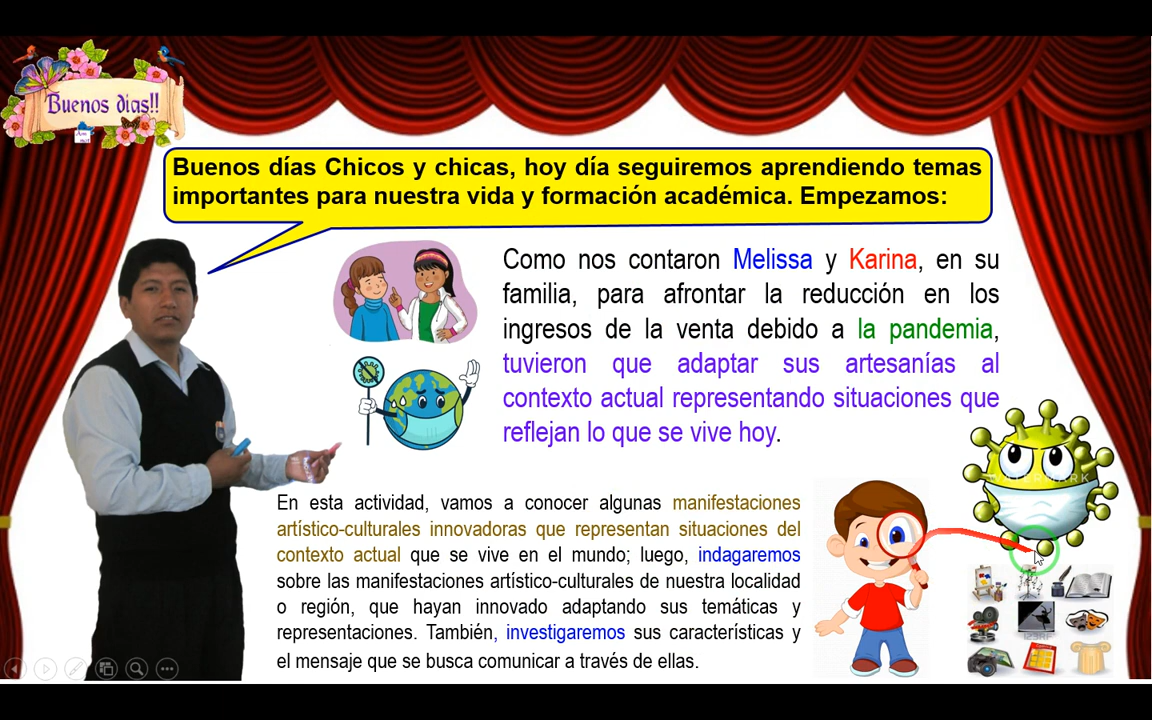 Buenos días!!
Buenos días Chicos y chicas, hoy día seguiremos aprendiendo temas
importantes para nuestra vida y formación académica. Empezamos:
Como nos contaron Melissa y Karina, en su
familia, para afrontar la reducción en los
ingresos de la venta debido a la pandemia,
tuvieron que adaptar sus artesanías al
contexto actual representando situaciones que
reflejan lo que se vive hoy.
WATERMARK
En esta actividad, vamos a conocer algunas manifestaciones
artístico-culturales innovadoras que representan situaciones del
contexto actual que se vive en el mundo; luego, indagaremos
sobre las manifestaciones artístico-culturales de nuestra localidad
o región, que hayan innovado adaptando sus temáticas y
representaciones. También, investigaremos sus características y
el mensaje que se busca comunicar a través de ellas.
123RF